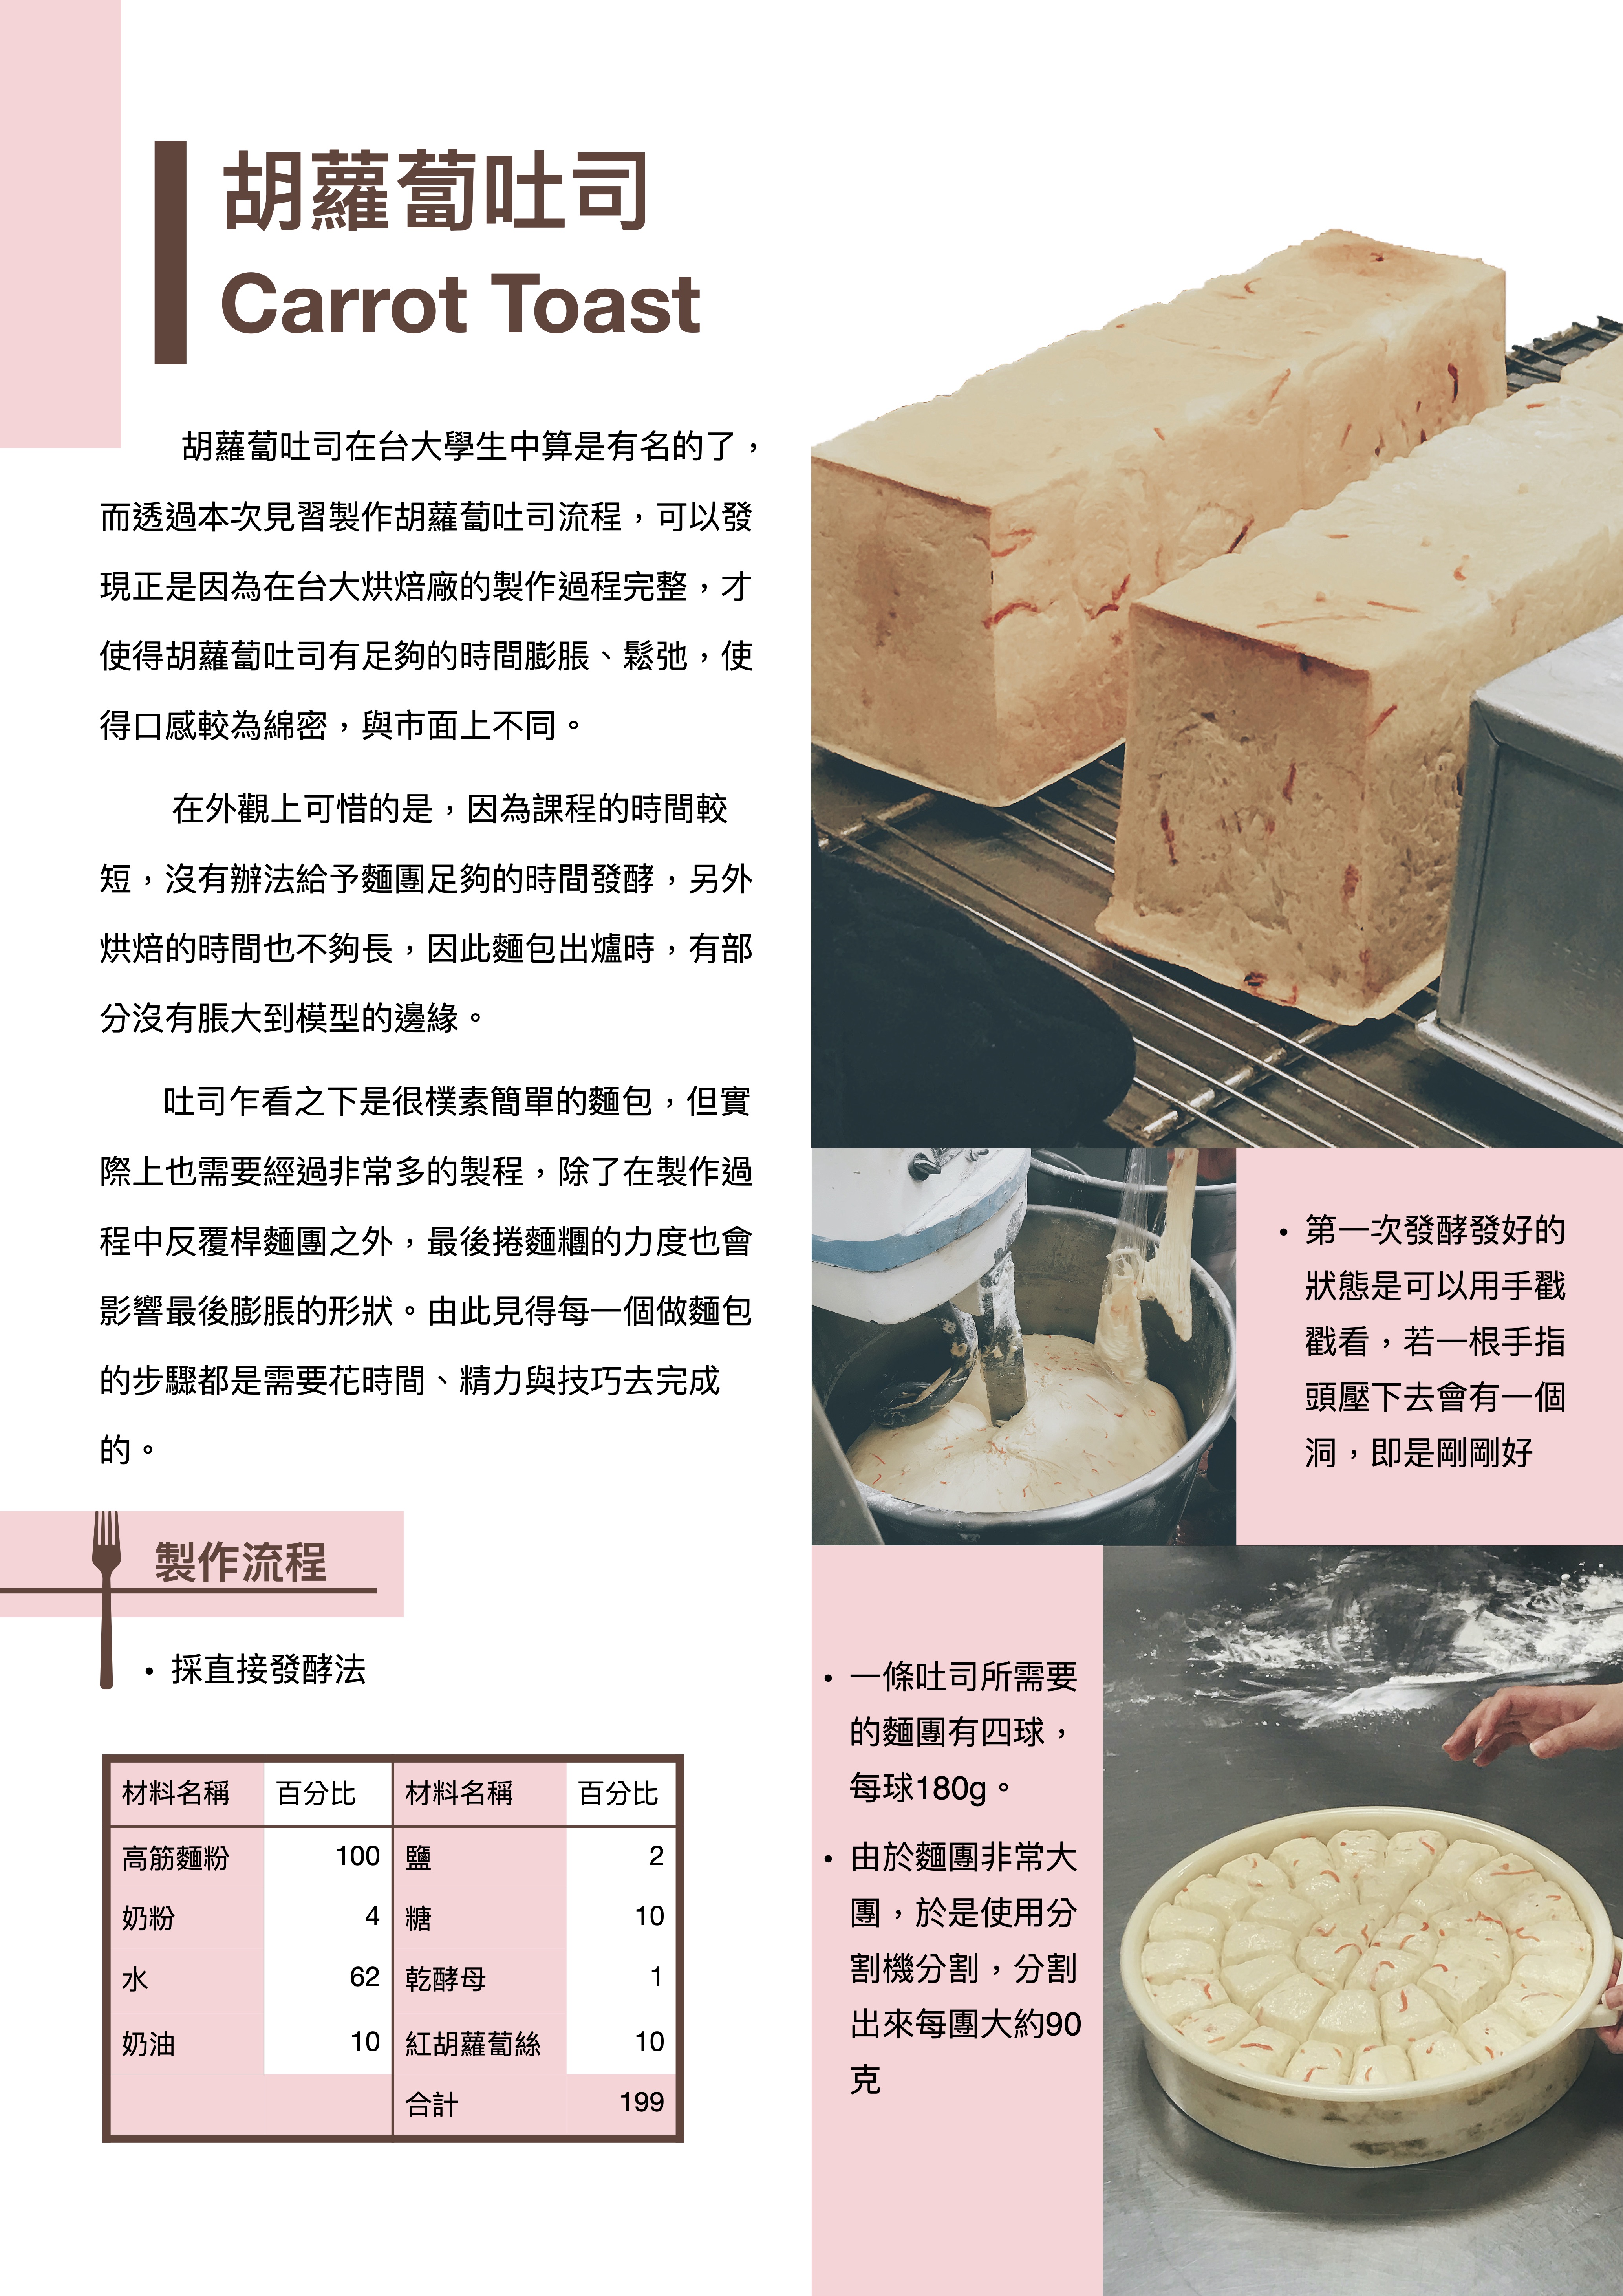 胡蘿蔔吐司
Carrot Toast
胡蘿蔔吐司在台大學生中算是有名的了，
而透過本次見習製作胡蘿蔔吐司流程，可以發
現正是因為在台大烘焙廠的製作過程完整，才
使得胡蘿蔔吐司有足夠的時間膨脹、鬆弛，使
得口感較為綿密，與市面上不同。
在外觀上可惜的是，因為課程的時間較
短，沒有辦法給予麵團足夠的時間發酵，另外
烘焙的時間也不夠長，因此麵包出爐時，有部
分沒有脹大到模型的邊緣。
吐司乍看之下是很樸素簡單的麵包，但實
際上也需要經過非常多的製程，除了在製作過
程中反覆桿麵團之外，最後捲麵糰的力度也會
影響最後膨脹的形狀。由此見得每一個做麵包
的步驟都是需要花時間、精力與技巧去完成
的。
製作流程
• 採直接發酵法
材料名稱 百分比 材料名稱 百分比
高筋麵粉 100 鹽 2
奶粉 4 糖 10
水 62 乾酵母 1
奶油 10 紅胡蘿蔔絲 10
合計 199
• 第一次發酵發好的
狀態是可以用手戳
戳看，若一根手指
頭壓下去會有一個
洞，即是剛剛好
• 一條吐司所需要
的麵團有四球，
每球180g。
• 由於麵團非常大
團，於是使用分
割機分割，分割
出來每團大約90
克